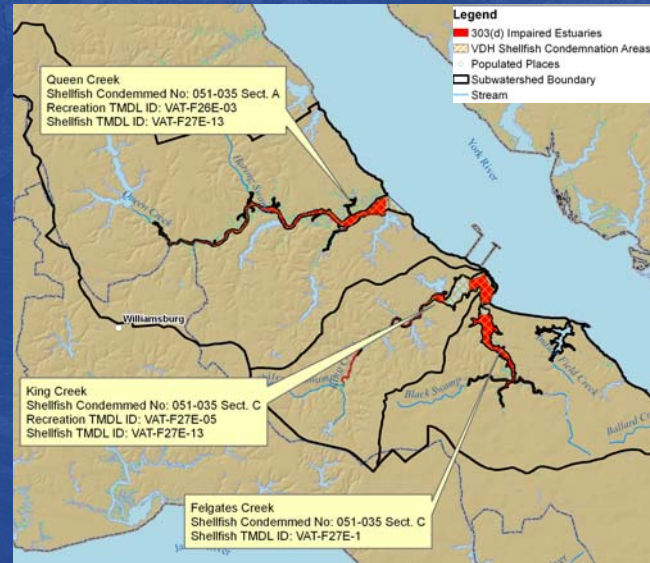 Legend
303(d) Impaired Estuaries
VDH Shellfish Condemnation Areas
Populated Places
Subwatershed Boundary
Stream
Queen Creek
Shellfish Condemmed No: 051-035 Sect. A
Recreation TMDL ID: VAT-F26E-03
Shellfish TMDL ID: VAT-F27E-13
York River
Queen Creek
Williamsburg
King Creek
Shellfish Condemmed No: 051-035 Sect. C
Recreation TMDL ID: VAT-F27E-05
Shellfish TMDL ID: VAT-F27E-13
King Creek
Black Swamp
Field Creek
Ballard Cr
Felgates Creek
Shellfish Condemmed No: 051-035 Sect. C
Shellfish TMDL ID: VAT-F27E-1